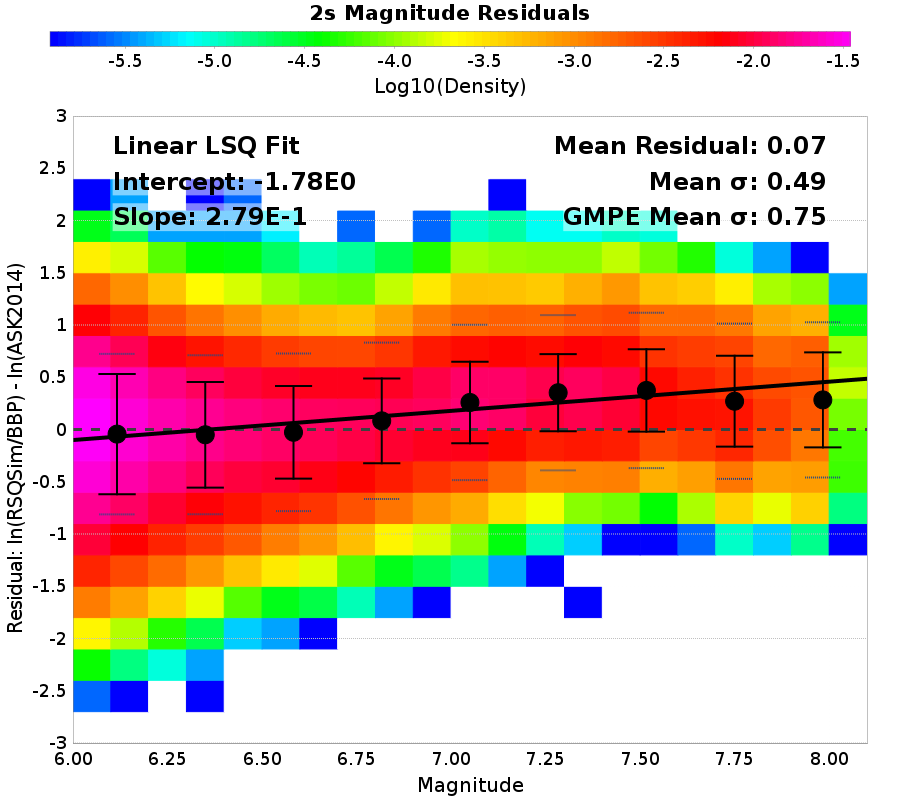 2s Magnitude Residuals
-5.5 -5.0 -4.5 -4.0 -3.5 -3.0 -2.5 -2.0 -1.5
Log10(Density)
Linear LSQ Fit
Intercept: -1.78E0
Slope: 2.79E-1
Mean Residual: 0.07
Mean σ: 0.49
GMPE Mean σ: 0.75
Residual: ln(RSQSim/BBP) - ln(ASK2014)
3
2.5
2
1.5
1
0.5
0
-0.5
-1
-1.5
-2
-2.5
-3
6.00 6.25 6.50 6.75 7.00 7.25 7.50 7.75 8.00
Magnitude